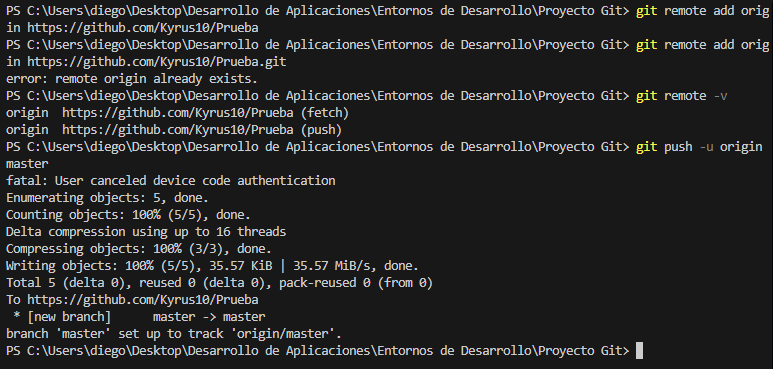 PS C:\Users\diego\Desktop\Desarrollo de Aplicaciones\Entornos de Desarrollo\Proyecto Git> git remote add orig
in https://github.com/Kyrus10/Prueba
PS C:\Users\diego\Desktop\Desarrollo de Aplicaciones\Entornos de Desarrollo\Proyecto Git> git remote add orig
in https://github.com/Kyrus10/Prueba.git
error: remote origin already exists.
PS C:\Users\diego\Desktop\Desarrollo de Aplicaciones\Entornos de Desarrollo\Proyecto Git> git remote -v
origin  https://github.com/Kyrus10/Prueba (fetch)
origin  https://github.com/Kyrus10/Prueba (push)
PS C:\Users\diego\Desktop\Desarrollo de Aplicaciones\Entornos de Desarrollo\Proyecto Git> git push -u origin
master
fatal: User canceled device code authentication
Enumerating objects: 5, done.
Counting objects: 100% (5/5), done.
Delta compression using up to 16 threads
Compressing objects: 100% (3/3), done.
Writing objects: 100% (5/5), 35.57 KiB | 35.57 MiB/s, done.
Total 5 (delta 0), reused 0 (delta 0), pack-reused 0 (from 0)
To https://github.com/Kyrus10/Prueba
 * [new branch]      master -> master
branch 'master' set up to track 'origin/master'.
PS C:\Users\diego\Desktop\Desarrollo de Aplicaciones\Entornos de Desarrollo\Proyecto Git>